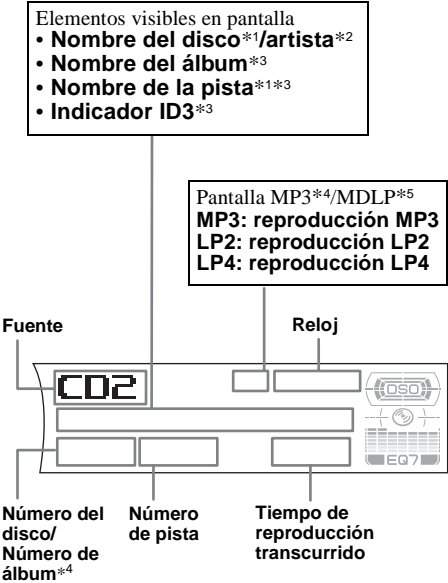 Elementos visibles en pantalla
• Nombre del disco*1/artista*2
• Nombre del álbum*3
• Nombre de la pista*1*3
• Indicador ID3*3
Pantalla MP3*4/MDLP*5
MP3: reproducción MP3
LP2: reproducción LP2
LP4: reproducción LP4
Fuente
Reloj
CD2
DSO
EQ7
Número del
disco/
Número de
álbum*4
Número
de pista
Tiempo de
reproducción
transcurrido